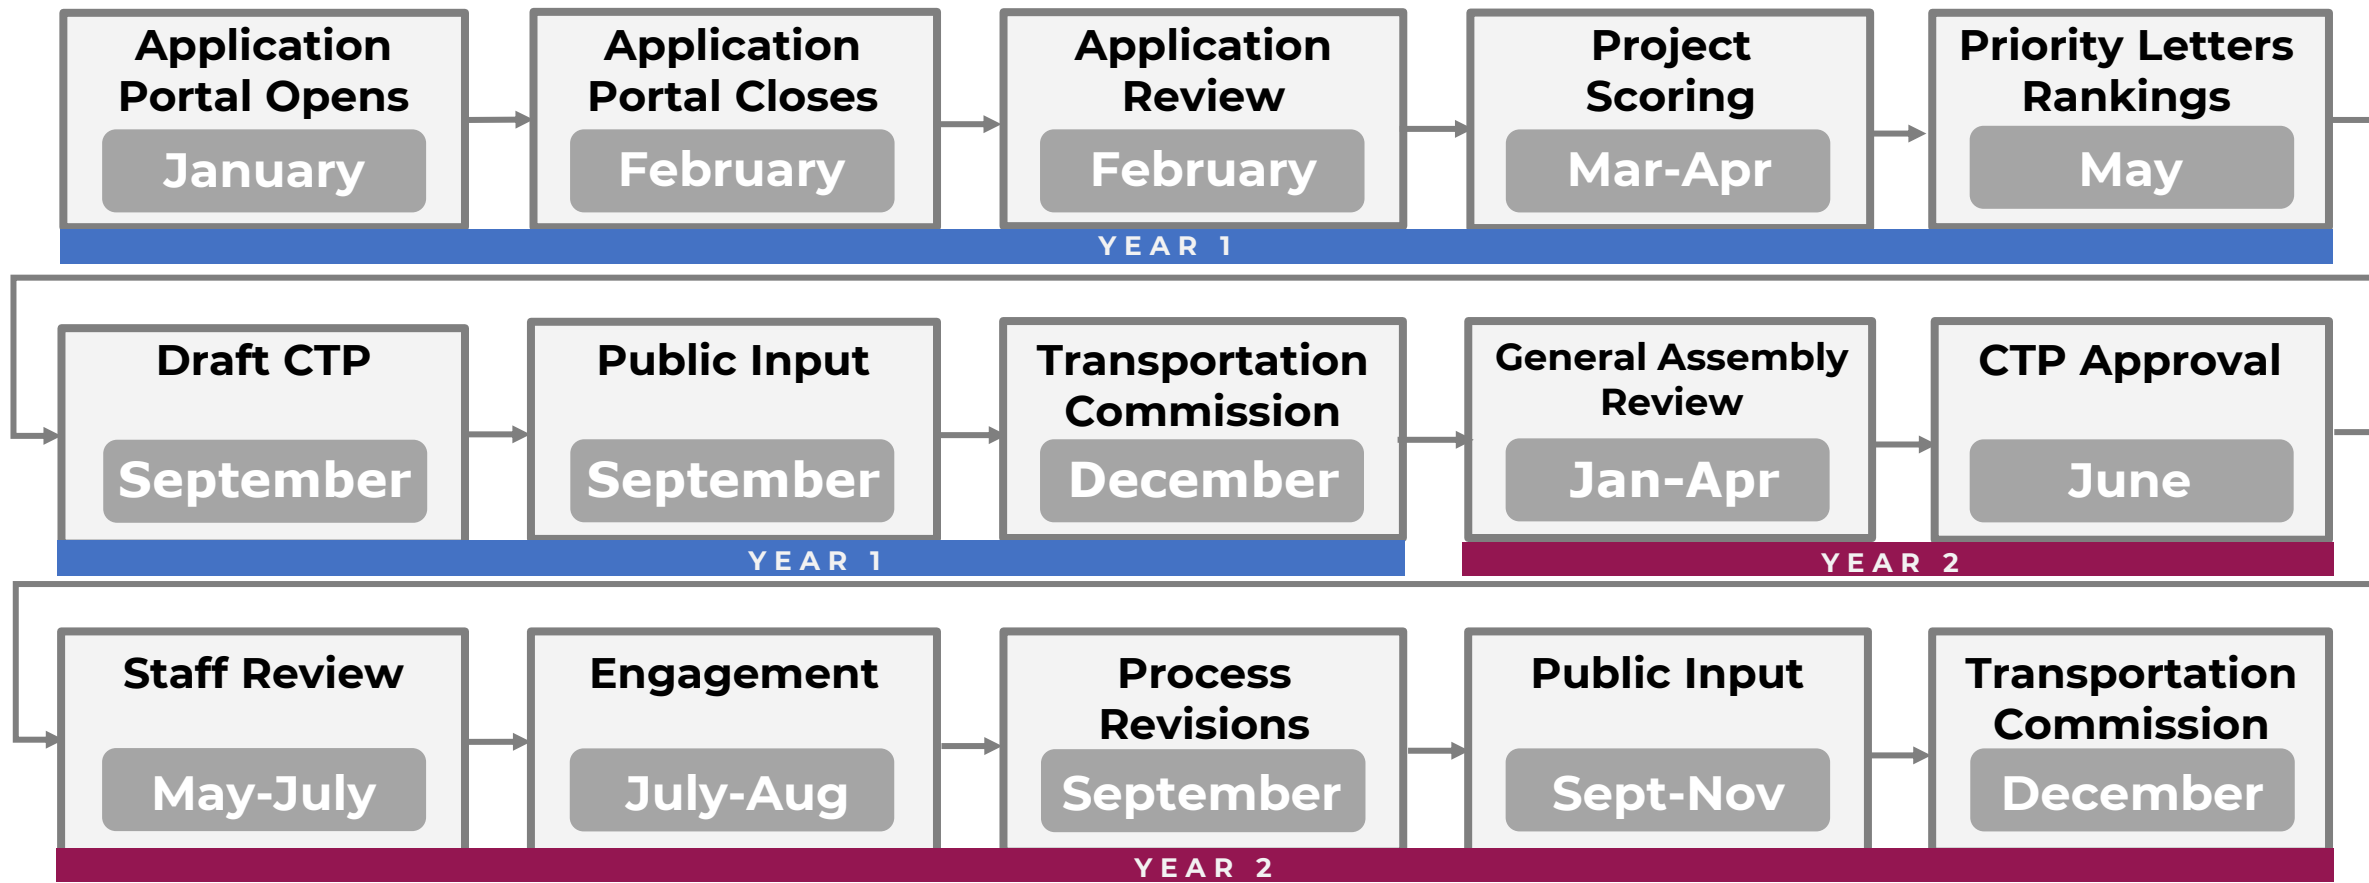 Application
Portal Opens
January
Application
Portal Closes
February
Application
Review
February
Project
Scoring
Mar-Apr
Priority Letters
Rankings
May
YEAR 1
Draft CTP
September
Public Input
September
Transportation
Commission
December
General Assembly
Review
Jan-Apr
CTP Approval
June
YEAR 1
YEAR 2
Staff Review
May-July
Engagement
July-Aug
Process
Revisions
September
Public Input
Sept-Nov
Transportation
Commission
December
YEAR 2